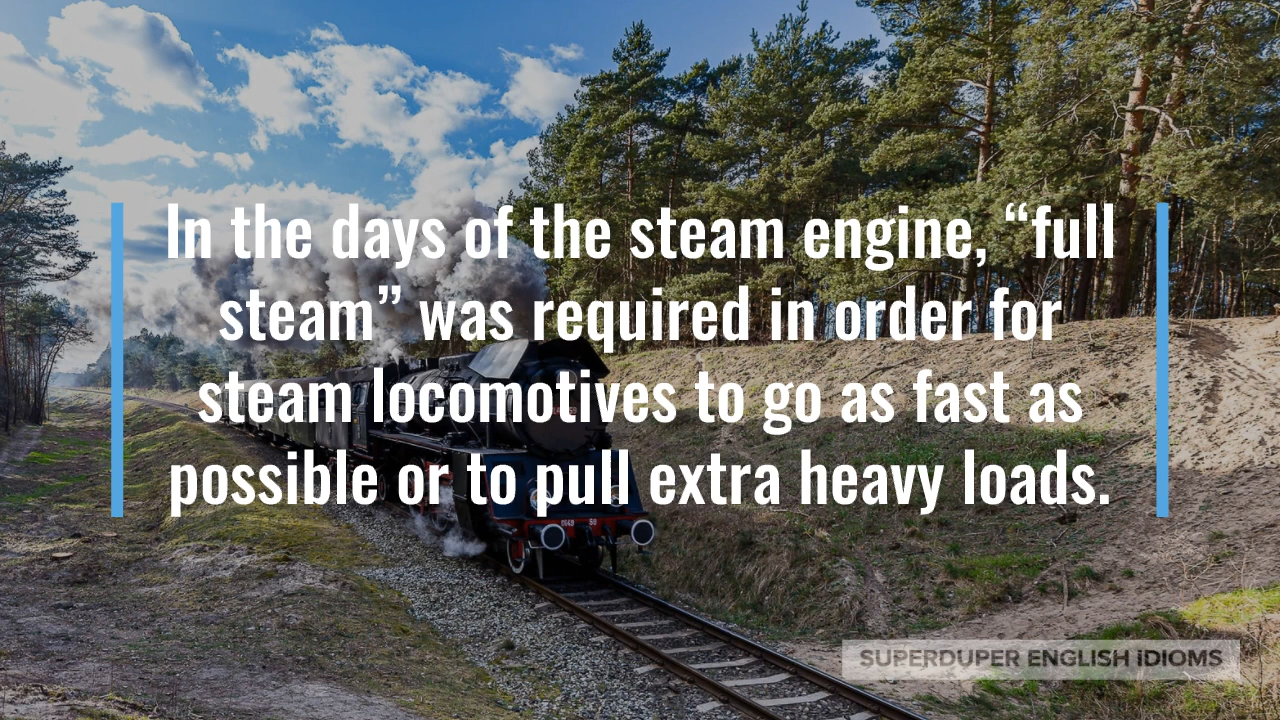 In the days of the steam engine, “full
steam” was required in order for
steam locomotives to go as fast as
possible or to pull extra heavy loads.
SUPERDUPER ENGLISH iDIOMS